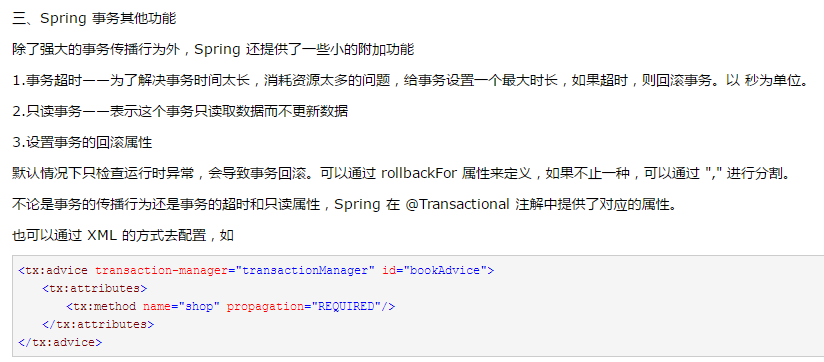 三、Spring 事务其他功能
除了强大的事务传播行为外，Spring 还提供了一些小的附加功能
1.事务超时——为了解决事务时间太长，消耗资源太多的问题，给事务设置一个最大时长，如果超时，则回滚事务。以 秒为单位。
2.只读事务——表示这个事务只读取数据而不更新数据
3.设置事务的回滚属性
默认情况下只检查运行时异常，会导致事务回滚。可以通过 rollbackFor 属性来定义，如果不止一种，可以通过 "," 进行分割。
不论是事务的传播行为还是事务的超时和只读属性，Spring 在 @Transactional 注解中提供了对应的属性。
也可以通过 XML 的方式去配置，如
<tx:advice transaction-manager="transactionManager" id="bookAdvice">
<tx:attributes>
<tx:method name="shop" propagation="REQUIRED"/>
</tx:attributes>
</tx:advice>